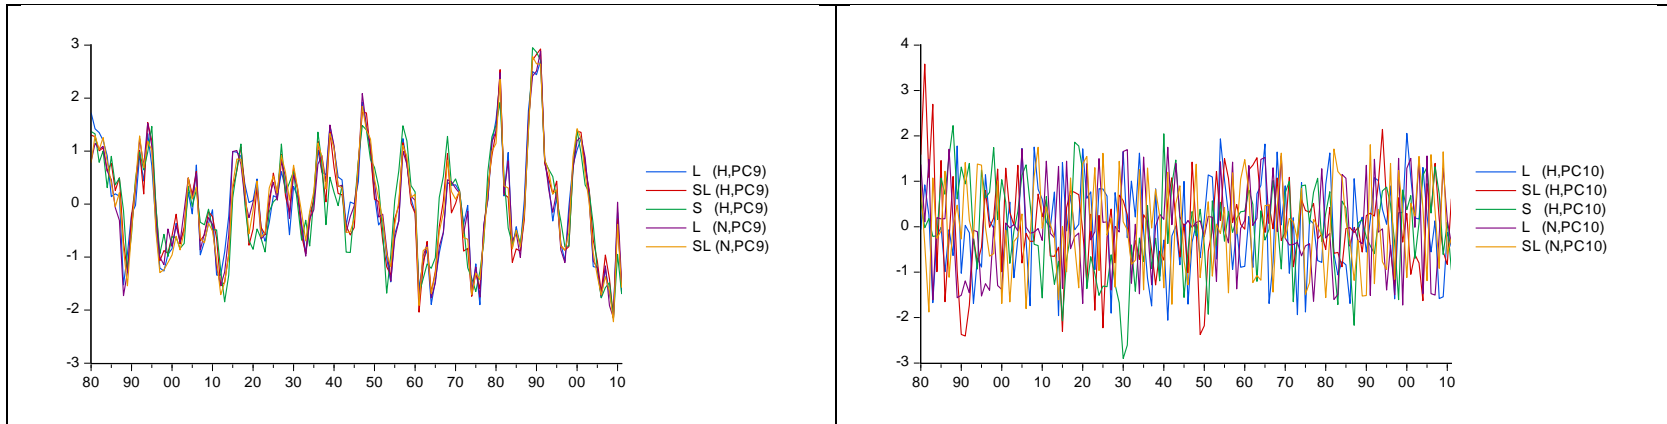 3
2
1
0
-1
-2
-3
80 90 00 10 20 30 40 50 60 70 80 90 00 10
L (H,PC9)
SL (H,PC9)
S (H,PC9)
L (N,PC9)
SL (N,PC9)
4
3
2
1
0
-1
-2
-3
80 90 00 10 20 30 40 50 60 70 80 90 00 10
L (H,PC10)
SL (H,PC10)
S (H,PC10)
L (N,PC10)
SL (N,PC10)